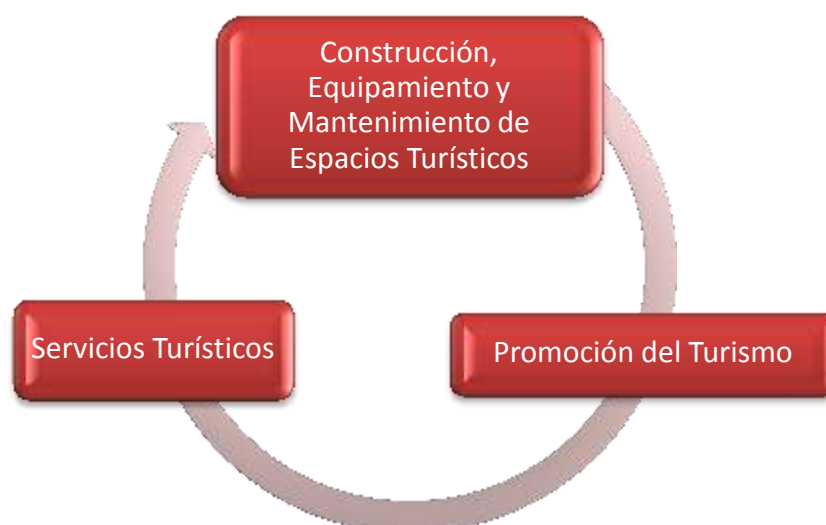 Construcción,
Equipamiento y
Mantenimiento de
Espacios Turísticos
Servicios Turísticos
Promoción del Turismo